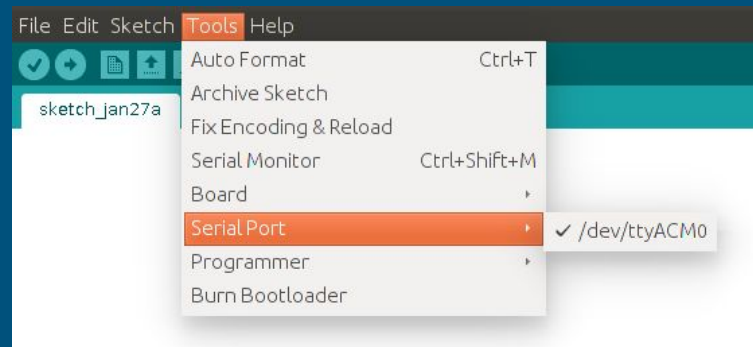 File Edit Sketch Tools Help
sketch_jan27a
Auto Format Ctrl+T
Archive Sketch
Fix Encoding & Reload
Serial Monitor Ctrl+Shift+M
Board
Serial Port
✓ /dev/ttyACM0
Programmer
Burn Bootloader